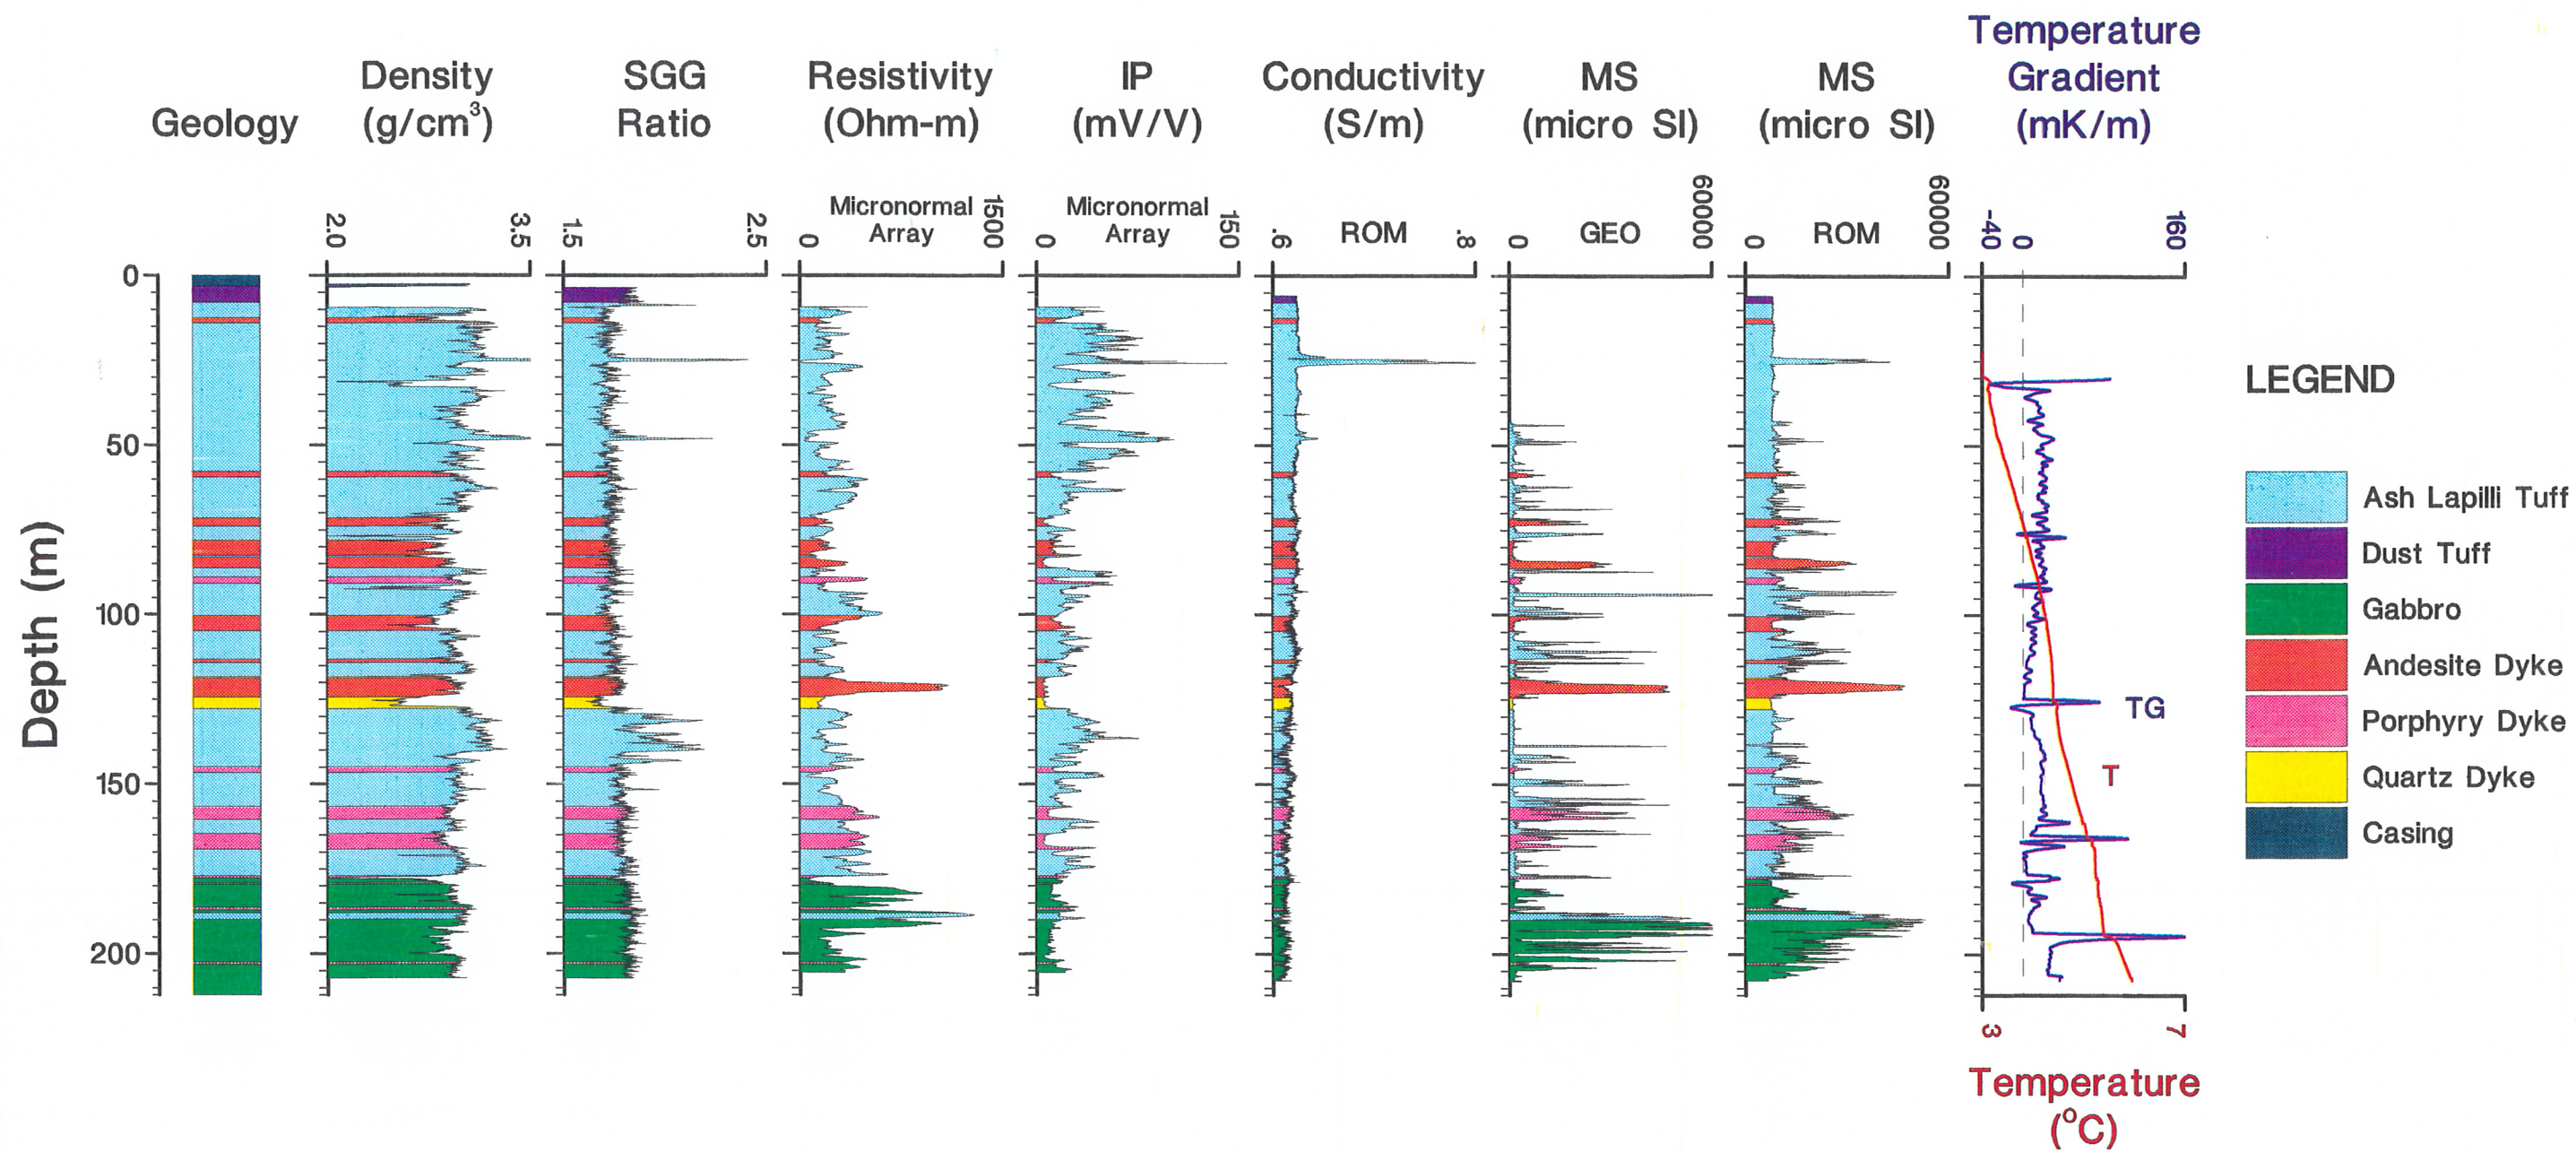 Geology
Density
(g/cm³)
SGG
Ratio
Resistivity
(Ohm-m)
IP
(mV/V)
Conductivity
(S/m)
MS
(micro SI)
MS
(micro SI)
Temperature
Gradient
(mK/m)
2.0 3.5
1.5 2.5
0 Micronormal Array 1500
0 Micronormal Array 150
.6 ROM .8
0 GEO 60000
0 ROM 60000
-40 0 160
Depth (m)
0
50
100
150
200
TG
T
3 7
Temperature
(°C)
LEGEND
Ash Lapilli Tuff
Dust Tuff
Gabbro
Andesite Dyke
Porphyry Dyke
Quartz Dyke
Casing